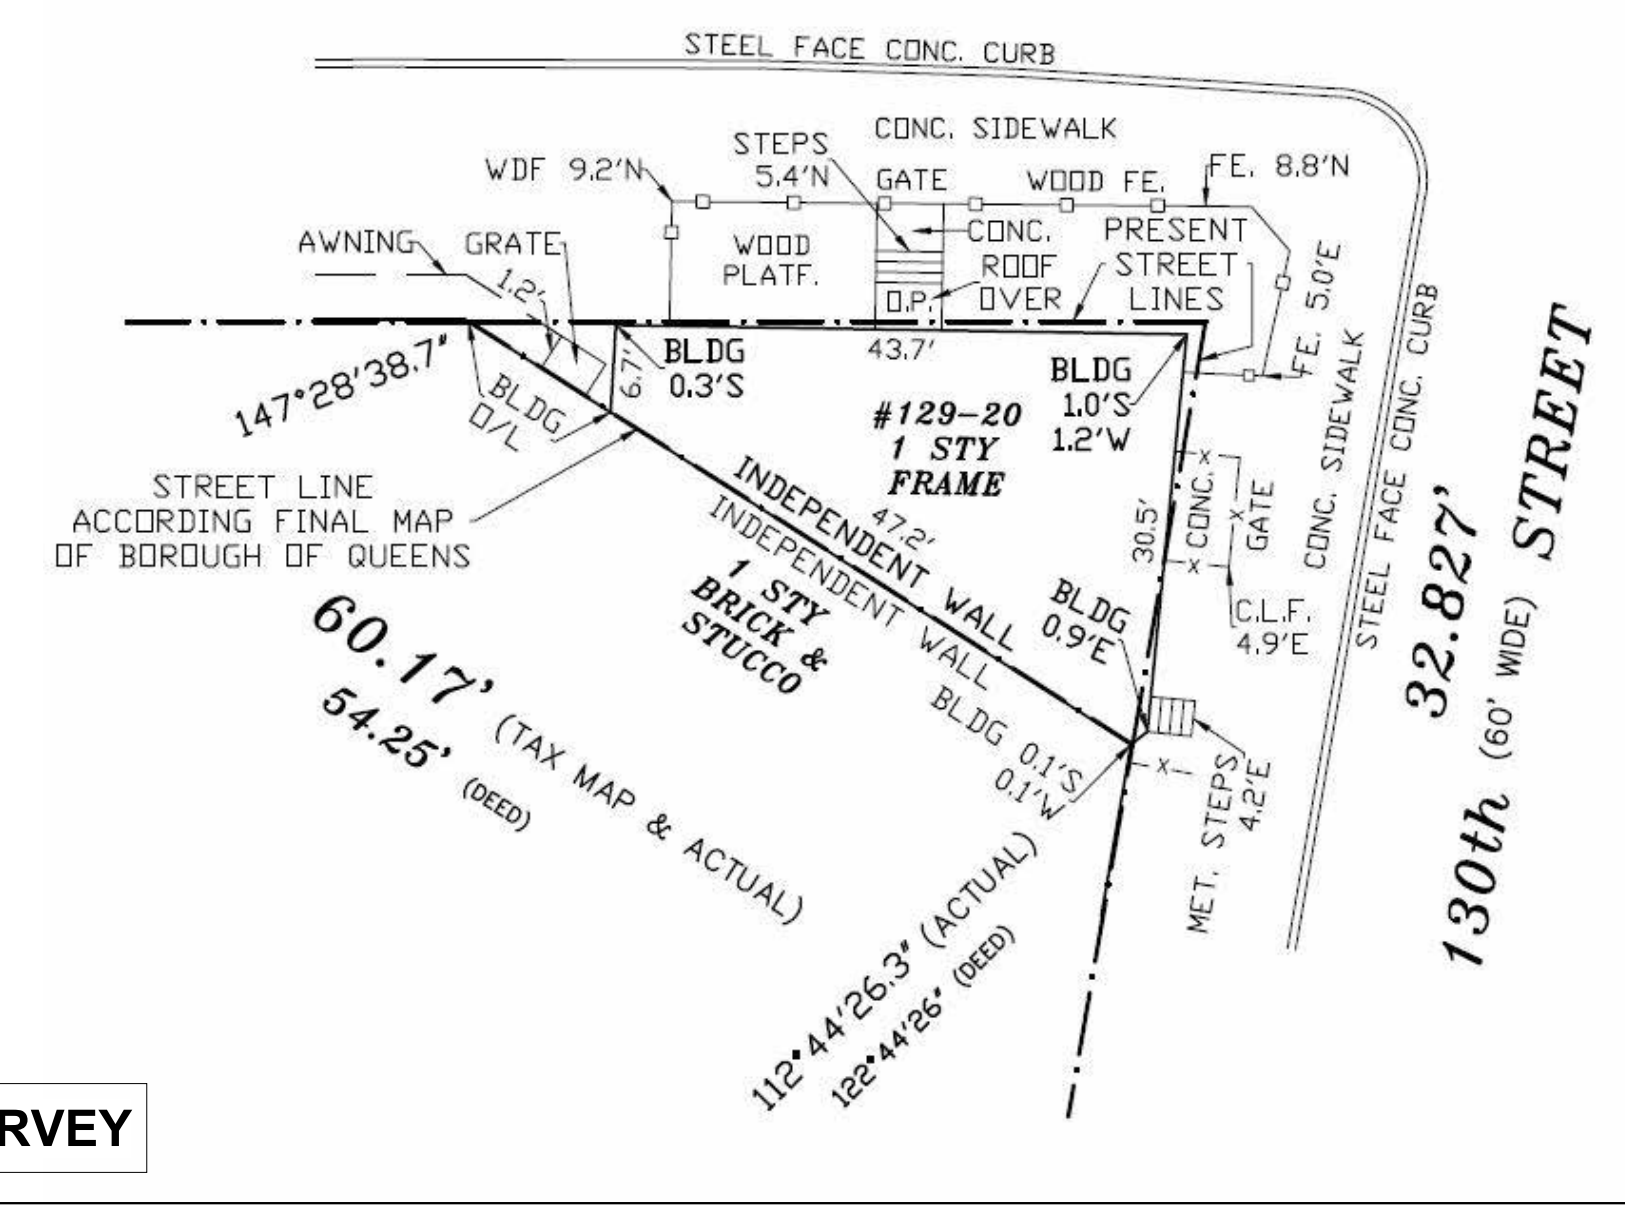 STEEL FACE CONC. CURB
CONC. SIDEWALK
STEPS
5.4'N
WDF 9.2'N
GATE
WOOD FE.
FE. 8.8'N
AWNING
GRATE
1.2'
WOOD
PLATF.
CONC.
ROOF
OVER
O.P.
PRESENT
STREET
LINES
FE. 5.0'E
147°28'38.7"
BLDG
O/L
6.7'
BLDG
0.3'S
43.7'
BLDG
1.0'S
1.2'W
#129-20
1 STY
FRAME
STREET LINE
ACCORDING FINAL MAP
OF BOROUGH OF QUEENS
INDEPENDENT WALL
47.2'
INDEPENDENT WALL
1 STY
BRICK &
STUCCO
30.5'
CONC.
GATE
CONC. SIDEWALK
STEEL FACE CONC. CURB
BLDG
0.9'E
C.L.F.
4.9'E
BLDG 0.1'S
0.1'W
MET. STEPS
4.2'E
60.17' (TAX MAP & ACTUAL)
54.25' (DEED)
112°44'26.3" (ACTUAL)
122°44'26" (DEED)
32.827'
130th (60' WIDE) STREET
RVEY